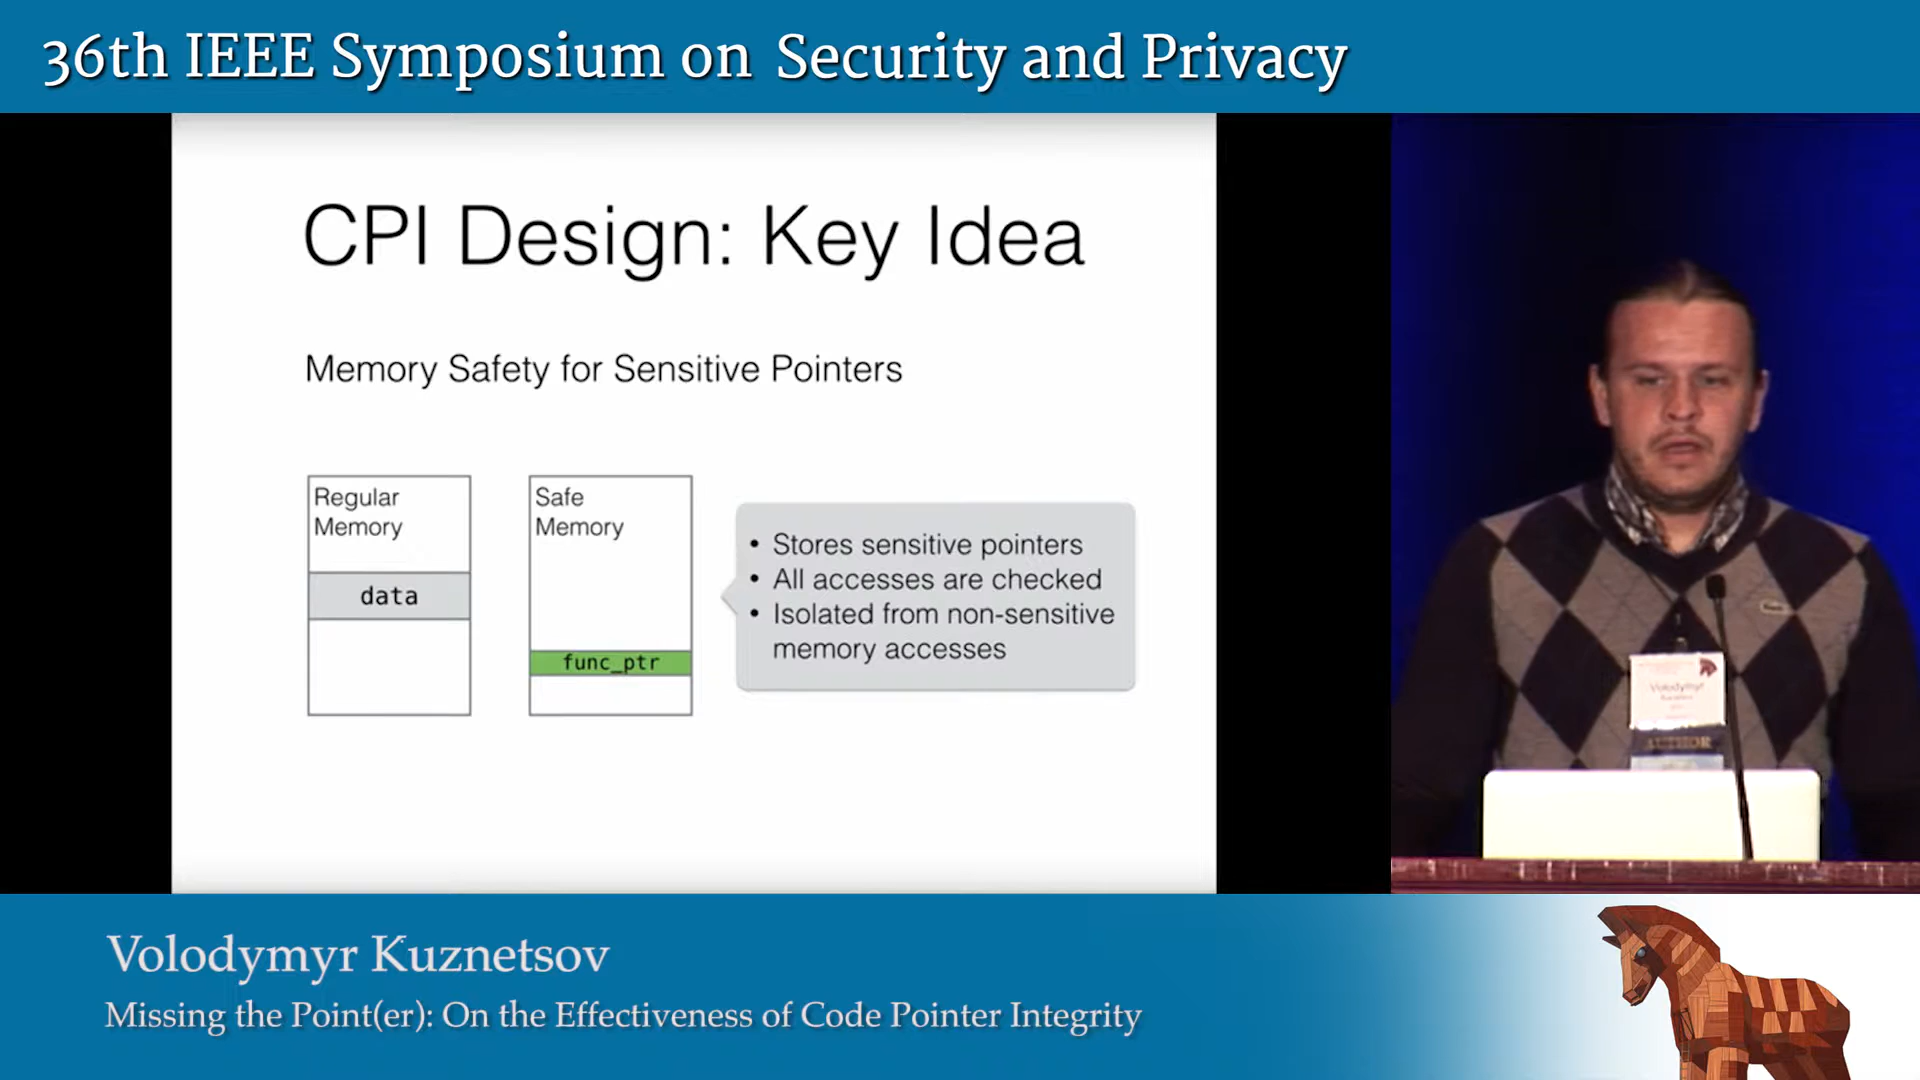 36th IEEE Symposium on Security and Privacy
CPI Design: Key Idea
Memory Safety for Sensitive Pointers
Regular
Memory
data
Safe
Memory
func_ptr
• Stores sensitive pointers
• All accesses are checked
• Isolated from non-sensitive
memory accesses
Volodymyr
AUTHOR
Volodymyr Kuznetsov
Missing the Point(er): On the Effectiveness of Code Pointer Integrity